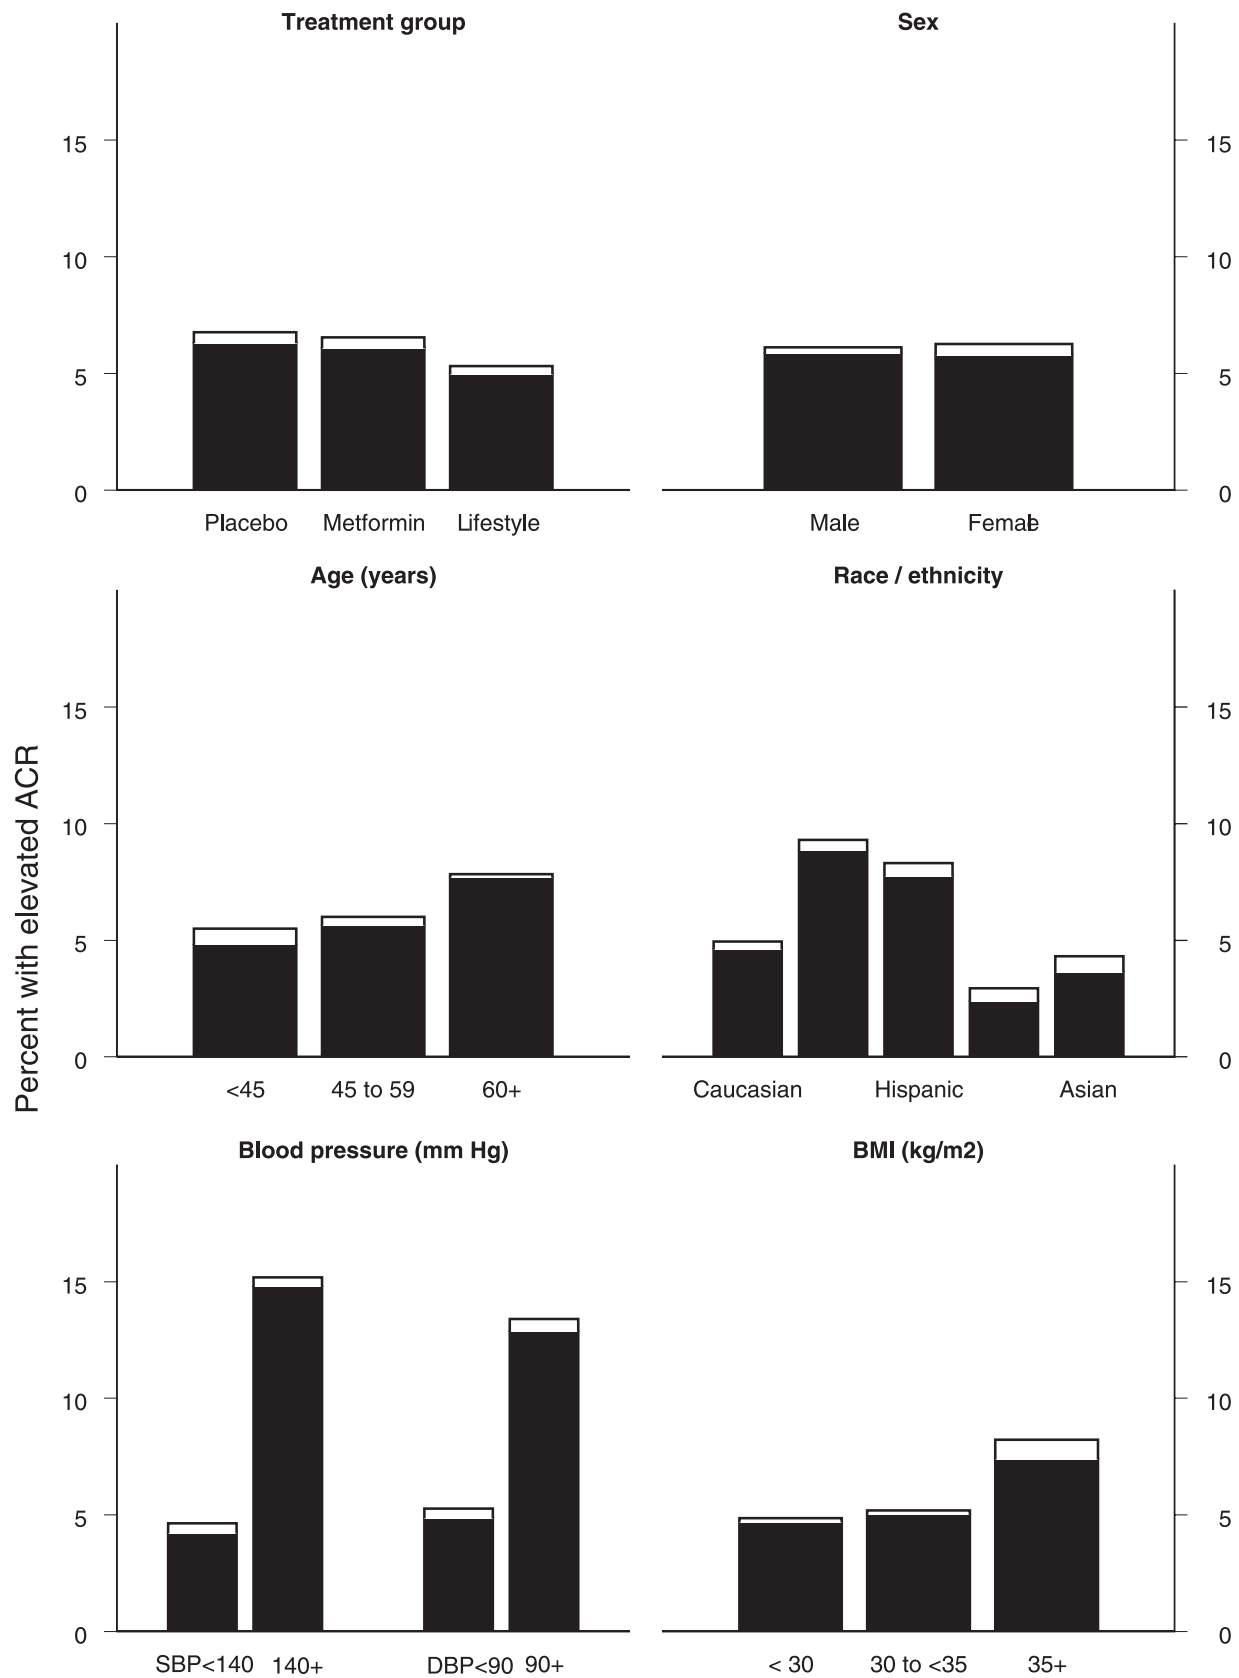 Treatment group
Sex
15
10
5
0
15
10
5
0
Placebo Metformin Lifestyle
Male Female
Age (years)
Race / ethnicity
Percent with elevated ACR
15
10
5
0
15
10
5
0
<45 45 to 59 60+
Caucasian Hispanic Asian
Blood pressure (mm Hg)
BMI (kg/m2)
15
10
5
0
15
10
5
0
SBP<140 140+ DBP<90 90+
< 30 30 to <35 35+